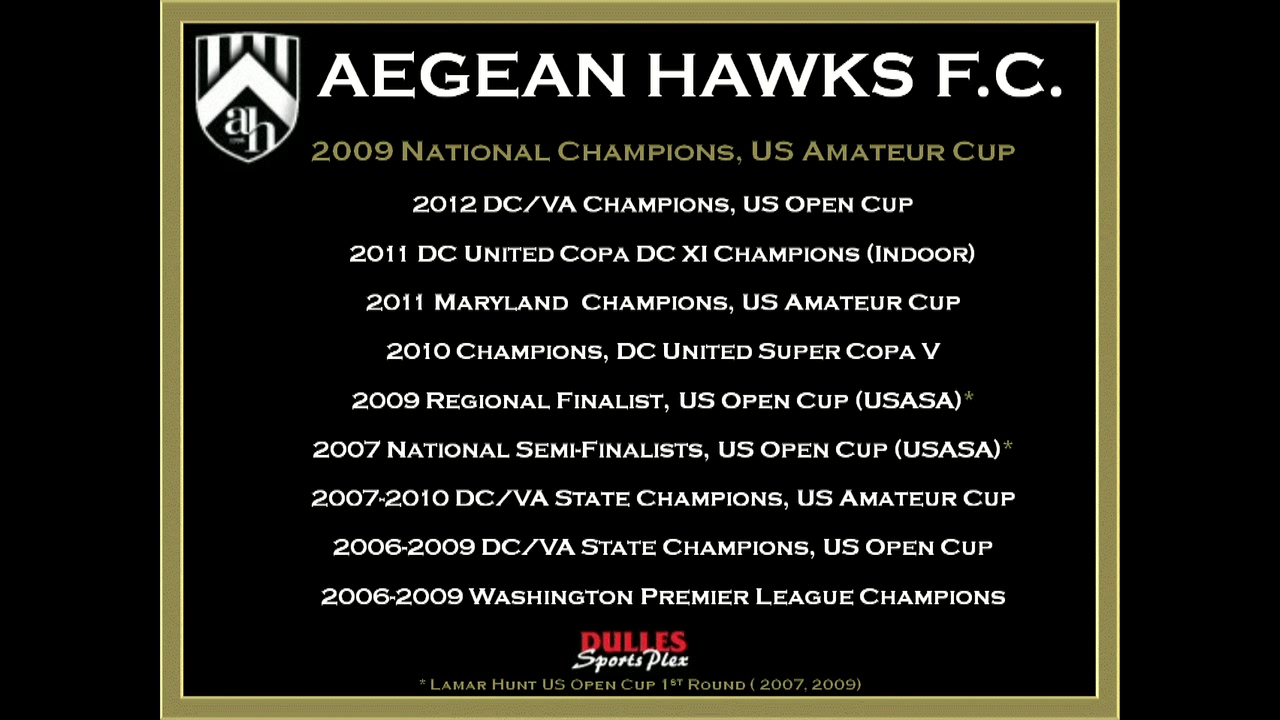 AEGEAN HAWKS F.C.
ah
2009 NATIONAL CHAMPIONS, US AMATEUR CUP
2012 DC/VA CHAMPIONS, US OPEN CUP
2011 DC UNITED COPA DC XI CHAMPIONS (INDOOR)
2011 MARYLAND CHAMPIONS, US AMATEUR CUP
2010 CHAMPIONS, DC UNITED SUPER COPA V
2009 REGIONAL FINALIST, US OPEN CUP (USASA)*
2007 NATIONAL SEMI-FINALISTS, US OPEN CUP (USASA)*
2007-2010 DC/VA STATE CHAMPIONS, US AMATEUR CUP
2006-2009 DC/VA STATE CHAMPIONS, US OPEN CUP
2006-2009 WASHINGTON PREMIER LEAGUE CHAMPIONS
DULLES
SportsPlex
* LAMAR HUNT US OPEN CUP 1ST ROUND ( 2007, 2009)